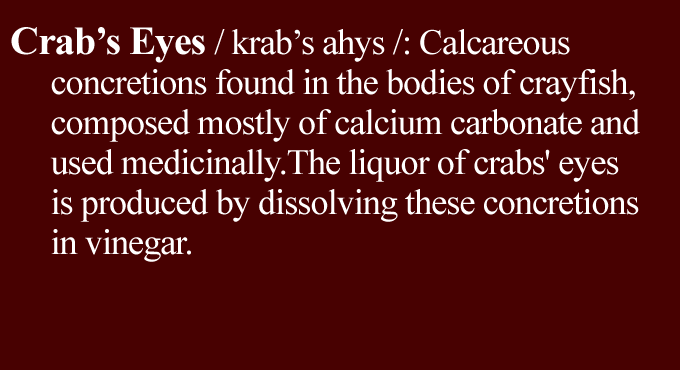 Crab’s Eyes / krab’s ahys /: Calcareous
concretions found in the bodies of crayfish,
composed mostly of calcium carbonate and
used medicinally.The liquor of crabs' eyes
is produced by dissolving these concretions
in vinegar.